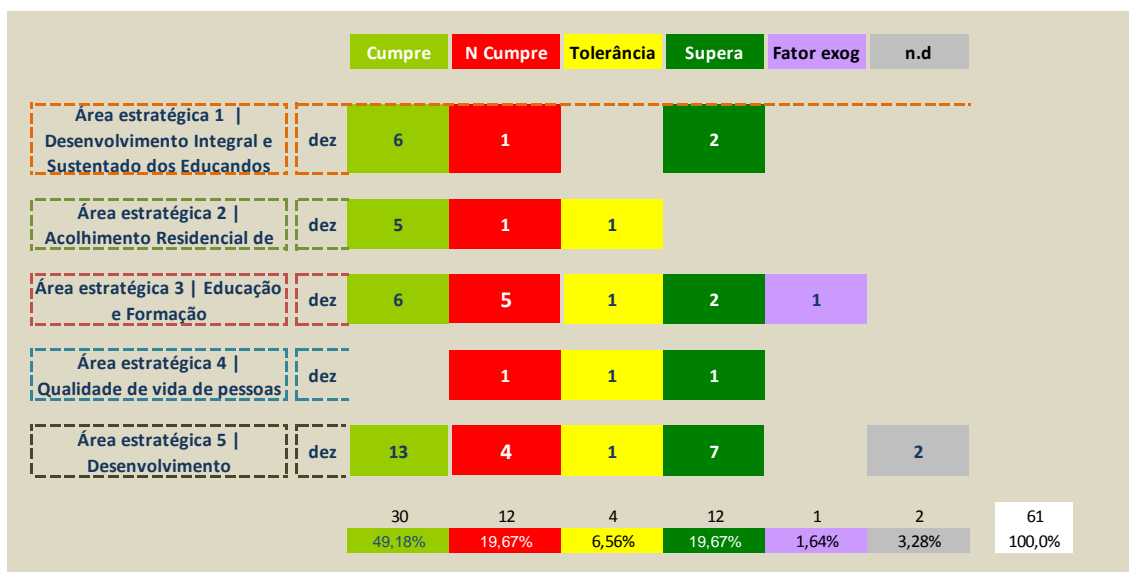 Cumpre N Cumpre Tolerância Supera Fator exog n.d
Área estratégica 1 |
Desenvolvimento Integral e
Sustentado dos Educandos
dez 6 1 2
Área estratégica 2 |
Acolhimento Residencial de
dez 5 1 1
Área estratégica 3 | Educação
e Formação
dez 6 5 1 2 1
Área estratégica 4 |
Qualidade de vida de pessoas
dez 1 1 1
Área estratégica 5 |
Desenvolvimento
dez 13 4 1 7 2
30 12 4 12 1 2 61
49,18% 19,67% 6,56% 19,67% 1,64% 3,28% 100,0%